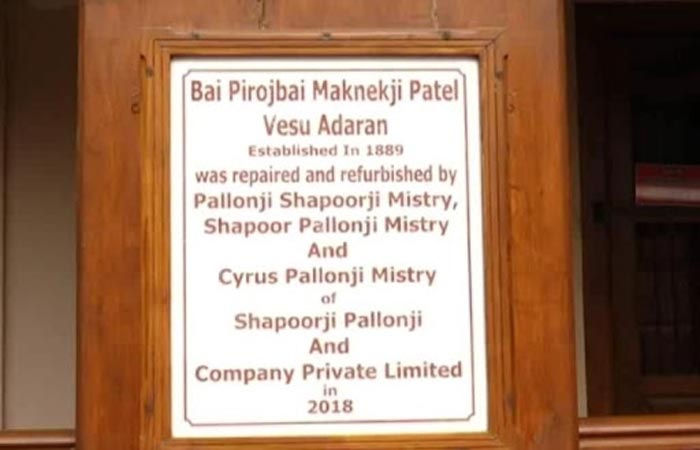 Bai Pirojbai Maknekji Patel
Vesu Adaran
Established In 1889
was repaired and refurbished by
Pallonji Shapoorji Mistry,
Shapoor Pallonji Mistry
And
Cyrus Pallonji Mistry
of
Shapoorji Pallonji
And
Company Private Limited
in
2018